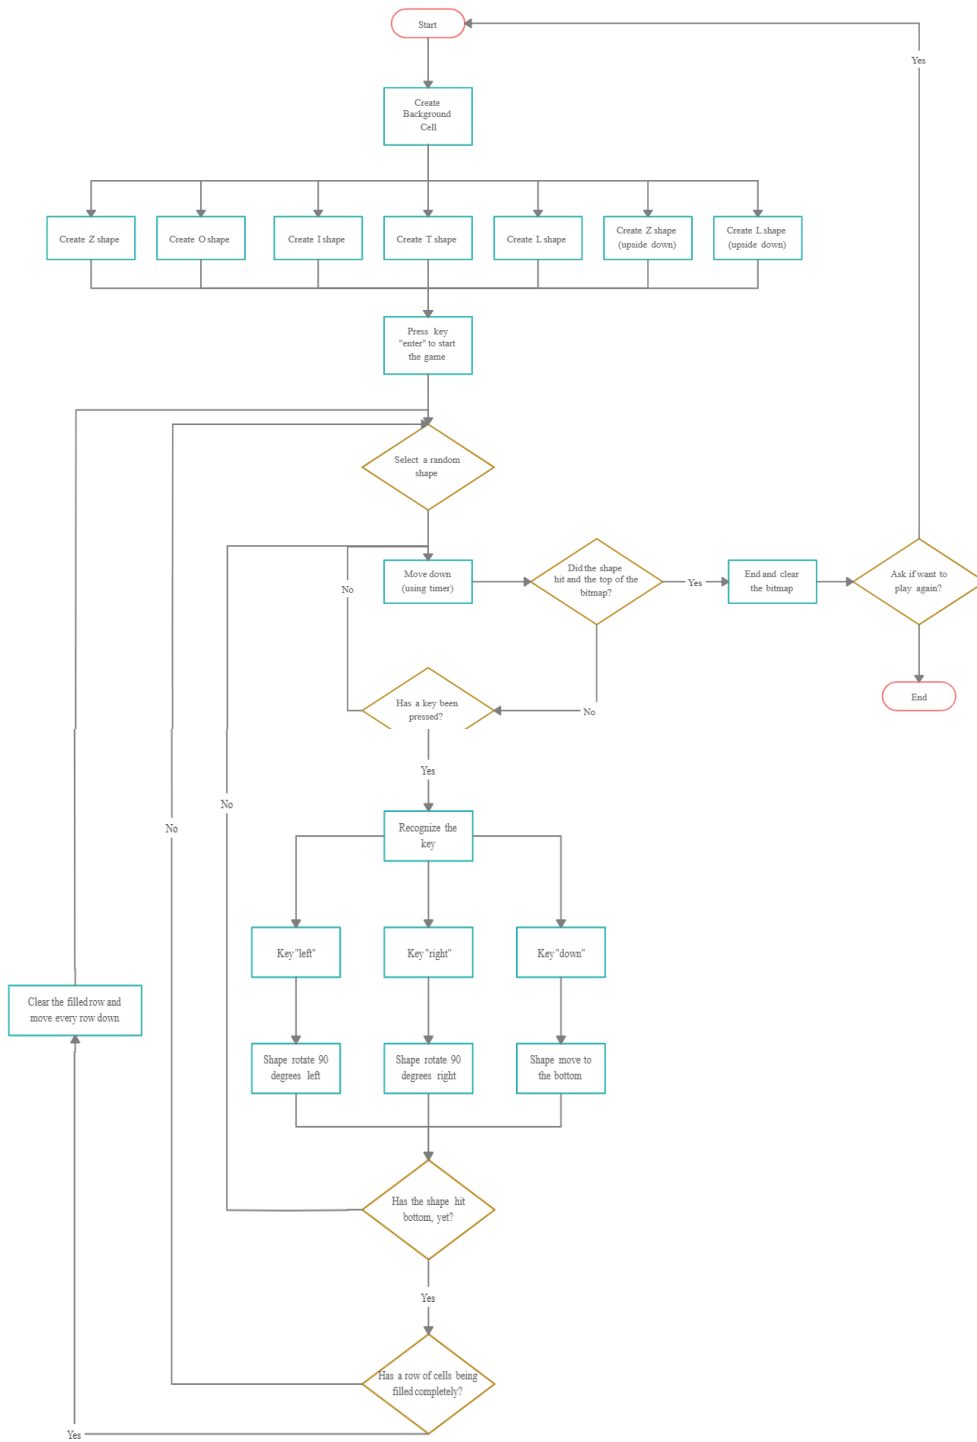 Start
Yes
Create
Background
Cell
Create Z shape
Create O shape
Create I shape
Create T shape
Create L shape
Create Z shape
(upside down)
Create L shape
(upside down)
Press key
"enter" to start
the game
Select a random
shape
Move down
(using timer)
Did the shape
hit and the top of the
bitmap?
Yes
End and clear
the bitmap
Ask if want to
play again?
No
Has a key been
pressed?
No
End
Yes
No
No
Recognize the
key
Key "left"
Key "right"
Key "down"
Clear the filled row and
move every row down
Shape rotate 90
degrees left
Shape rotate 90
degrees right
Shape move to
the bottom
Has the shape hit
bottom, yet?
Yes
Has a row of cells being
filled completely?
Yes